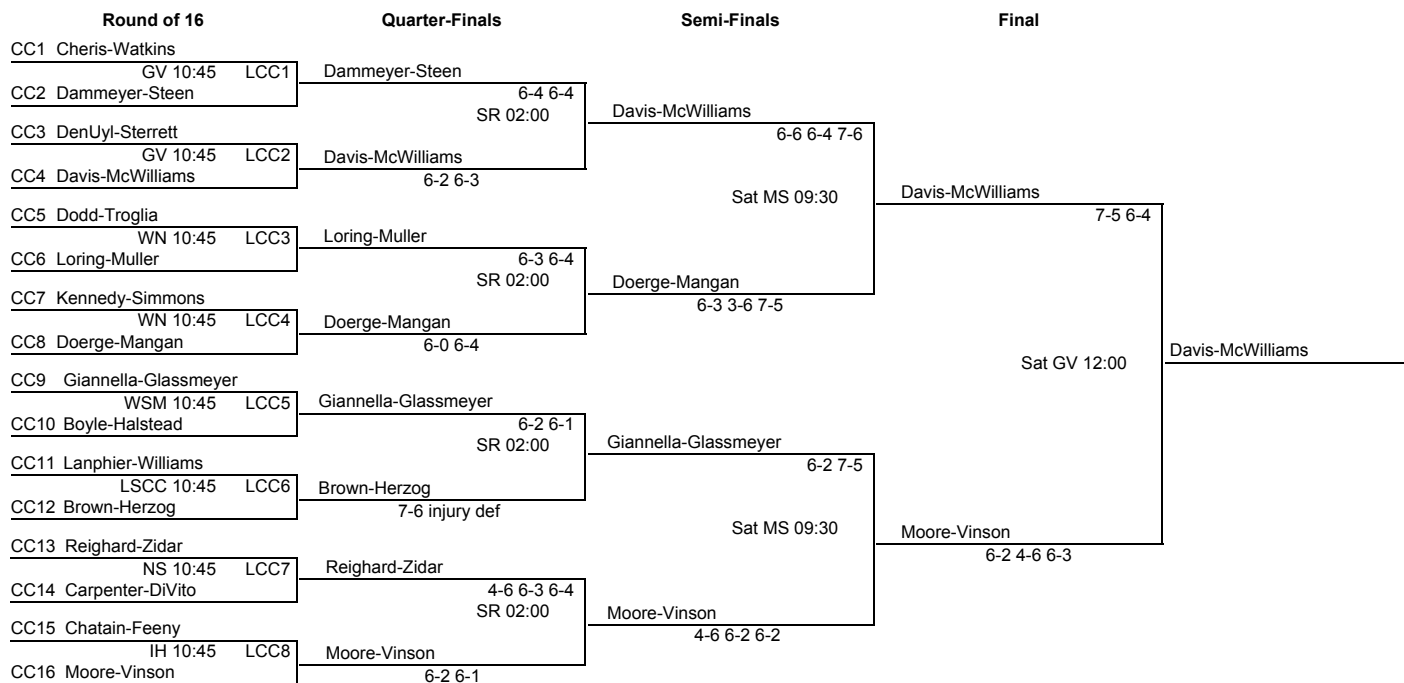 Round of 16 Quarter-Finals Semi-Finals Final
CC1 Cheris-Watkins
GV 10:45 LCC1 Dammeyer-Steen
CC2 Dammeyer-Steen 6-4 6-4
SR 02:00 Davis-McWilliams
CC3 DenUyl-Sterrett 6-6 6-4 7-6
GV 10:45 LCC2 Davis-McWilliams
CC4 Davis-McWilliams 6-2 6-3
Sat MS 09:30 Davis-McWilliams
CC5 Dodd-Troglia 7-5 6-4
WN 10:45 LCC3 Loring-Muller
CC6 Loring-Muller 6-3 6-4
SR 02:00 Doerge-Mangan
CC7 Kennedy-Simmons 6-3 3-6 7-5
WN 10:45 LCC4 Doerge-Mangan
CC8 Doerge-Mangan 6-0 6-4
Davis-McWilliams
Sat GV 12:00
CC9 Giannella-Glassmeyer
WSM 10:45 LCC5 Giannella-Glassmeyer
CC10 Boyle-Halstead 6-2 6-1
SR 02:00 Giannella-Glassmeyer
CC11 Lanphier-Williams 6-2 7-5
LSCC 10:45 LCC6 Brown-Herzog
CC12 Brown-Herzog 7-6 injury def
Sat MS 09:30 Moore-Vinson
CC13 Reighard-Zidar 6-2 4-6 6-3
NS 10:45 LCC7 Reighard-Zidar
CC14 Carpenter-DiVito 4-6 6-3 6-4
SR 02:00 Moore-Vinson
CC15 Chatain-Feeny 4-6 6-2 6-2
IH 10:45 LCC8 Moore-Vinson
CC16 Moore-Vinson 6-2 6-1